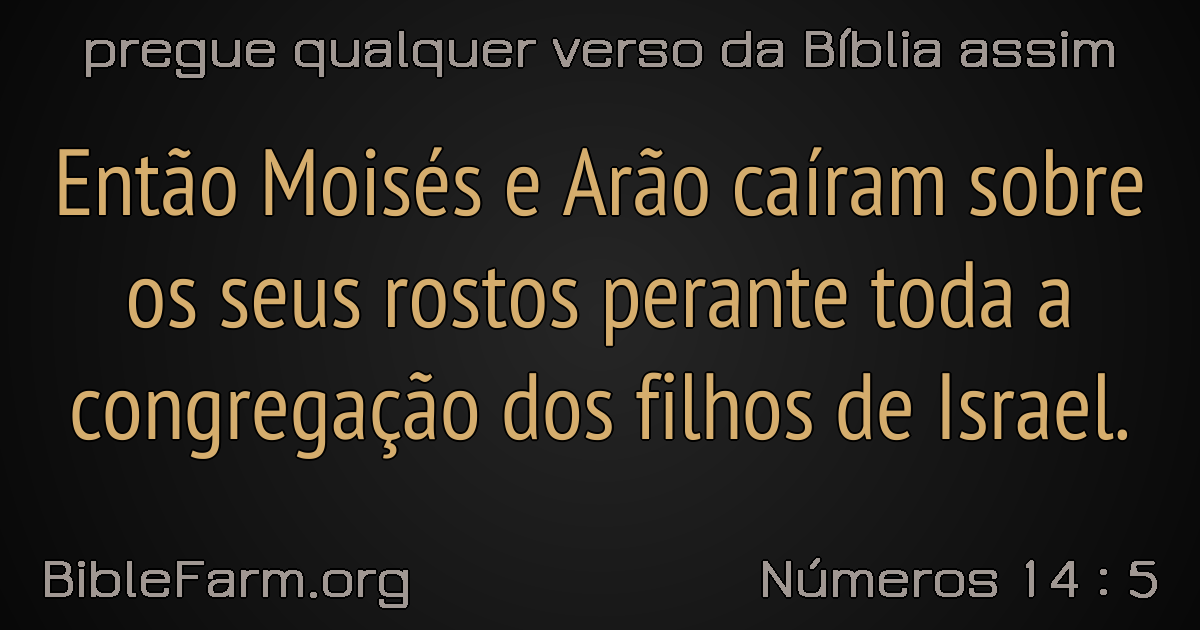 pregue qualquer verso da Bíblia assim
Então Moisés e Arão caíram sobre
os seus rostos perante toda a
congregação dos filhos de Israel.
BibleFarm.org
Números 14 : 5